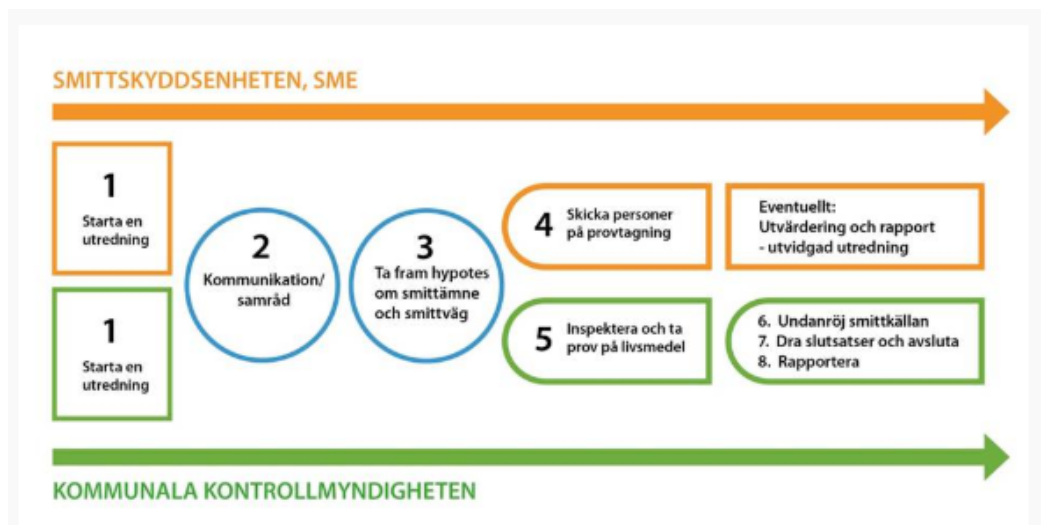 SMITTSKYDDSENHETEN, SME
1
Starta en
utredning
1
Starta en
utredning
2
Kommunikation/
samråd
3
Ta fram hypotes
om smittämne
och smittväg
4
Skicka personer
på provtagning
5
Inspektera och ta
prov på livsmedel
Eventuellt:
Utvärdering och rapport
- utvidgad utredning
6. Undanröj smittkällan
7. Dra slutsatser och avsluta
8. Rapportera
KOMMUNALA KONTROLLMYNDIGHETEN